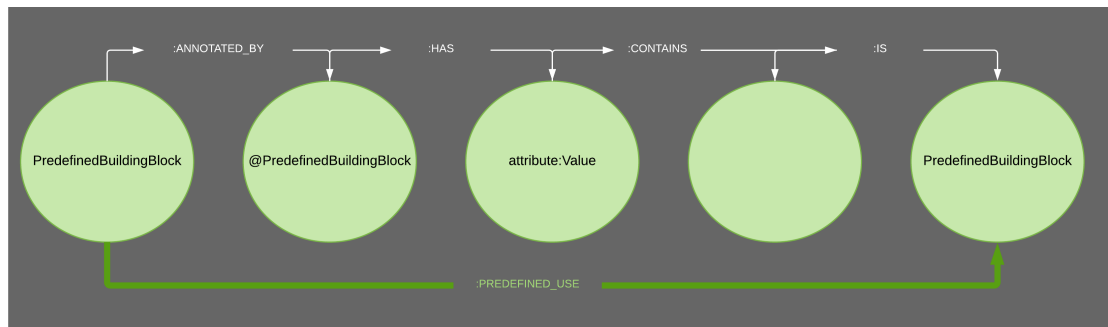 :ANNOTATED_BY
:HAS
:CONTAINS
:IS
PredefinedBuildingBlock
@PredefinedBuildingBlock
attribute:Value
PredefinedBuildingBlock
:PREDEFINED_USE